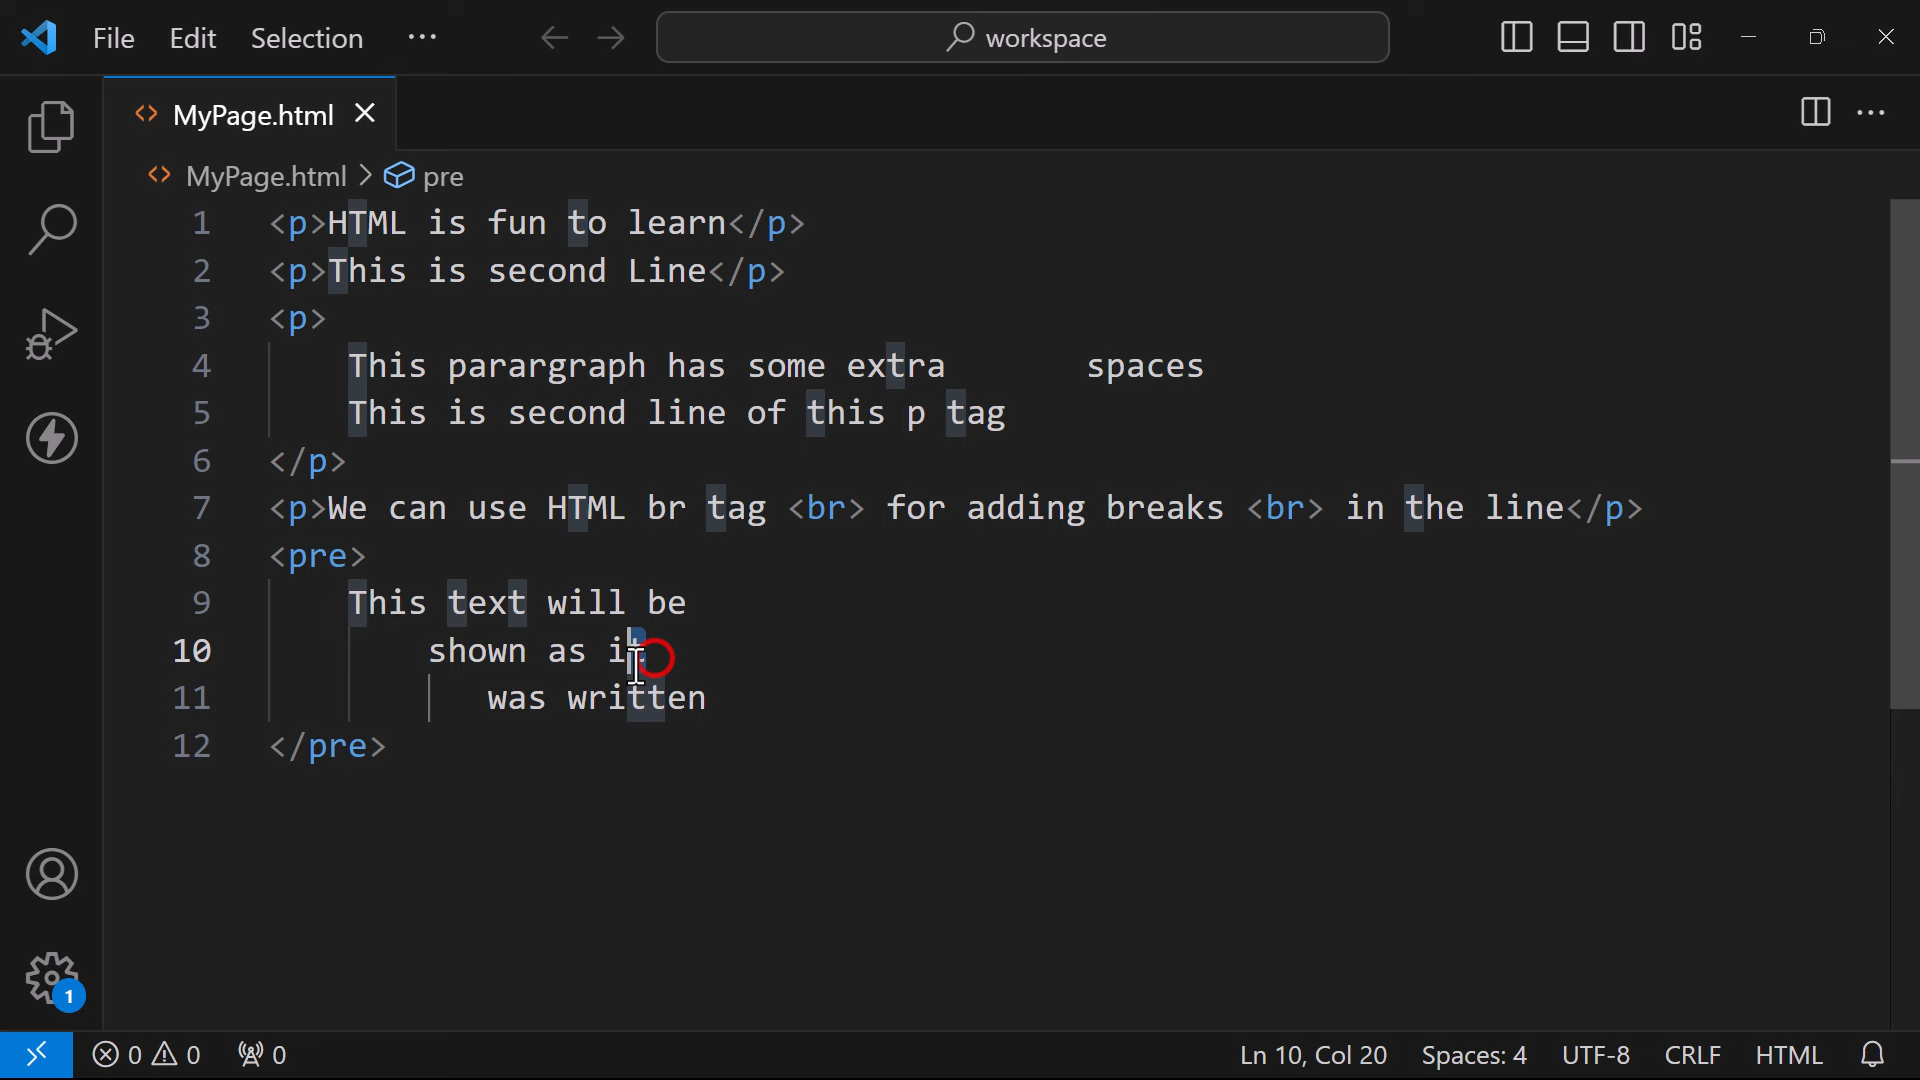 File Edit Selection ··· workspace
MyPage.html
MyPage.html > pre
1 <p>HTML is fun to learn</p>
2 <p>This is second Line</p>
3 <p>
4     This parargraph has some extra       spaces
5     This is second line of this p tag
6 </p>
7 <p>We can use HTML br tag <br> for adding breaks <br> in the line</p>
8 <pre>
9     This text will be
10         shown as it
11            was written
12 </pre>
1
0 0 0 Ln 10, Col 20 Spaces: 4 UTF-8 CRLF HTML